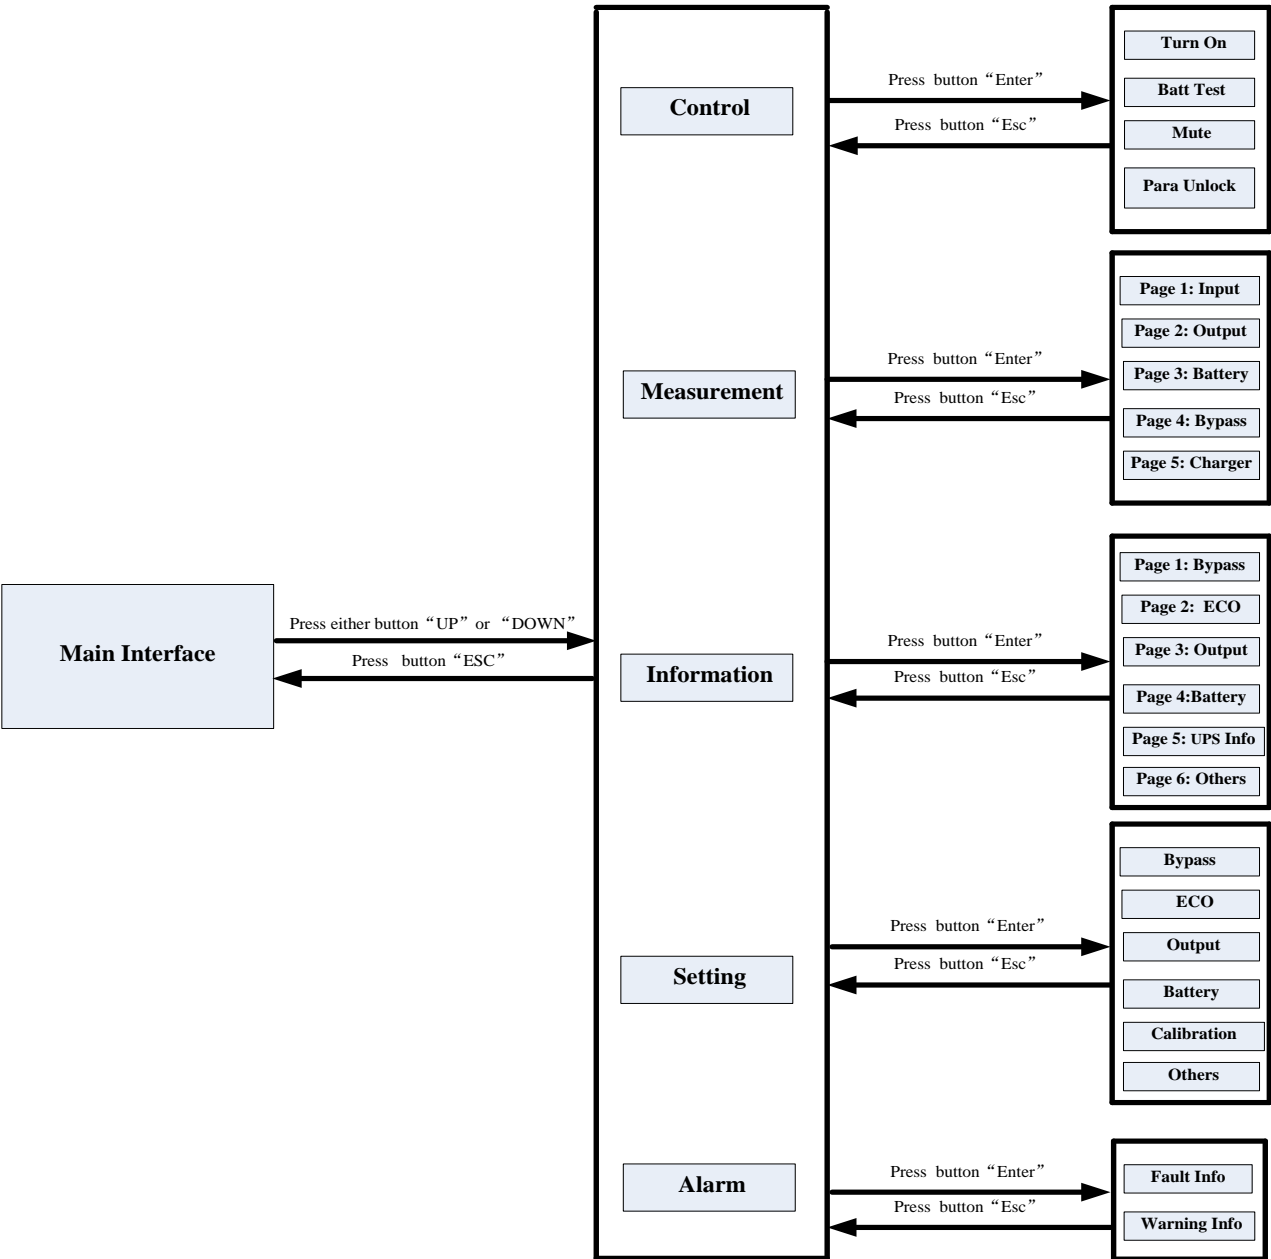 Main Interface
Press either button “UP” or “DOWN”
Press button “ESC”
Control
Press button “Enter”
Press button “Esc”
Turn On
Batt Test
Mute
Para Unlock
Measurement
Press button “Enter”
Press button “Esc”
Page 1: Input
Page 2: Output
Page 3: Battery
Page 4: Bypass
Page 5: Charger
Information
Press button “Enter”
Press button “Esc”
Page 1: Bypass
Page 2: ECO
Page 3: Output
Page 4:Battery
Page 5: UPS Info
Page 6: Others
Setting
Press button “Enter”
Press button “Esc”
Bypass
ECO
Output
Battery
Calibration
Others
Alarm
Press button “Enter”
Press button “Esc”
Fault Info
Warning Info